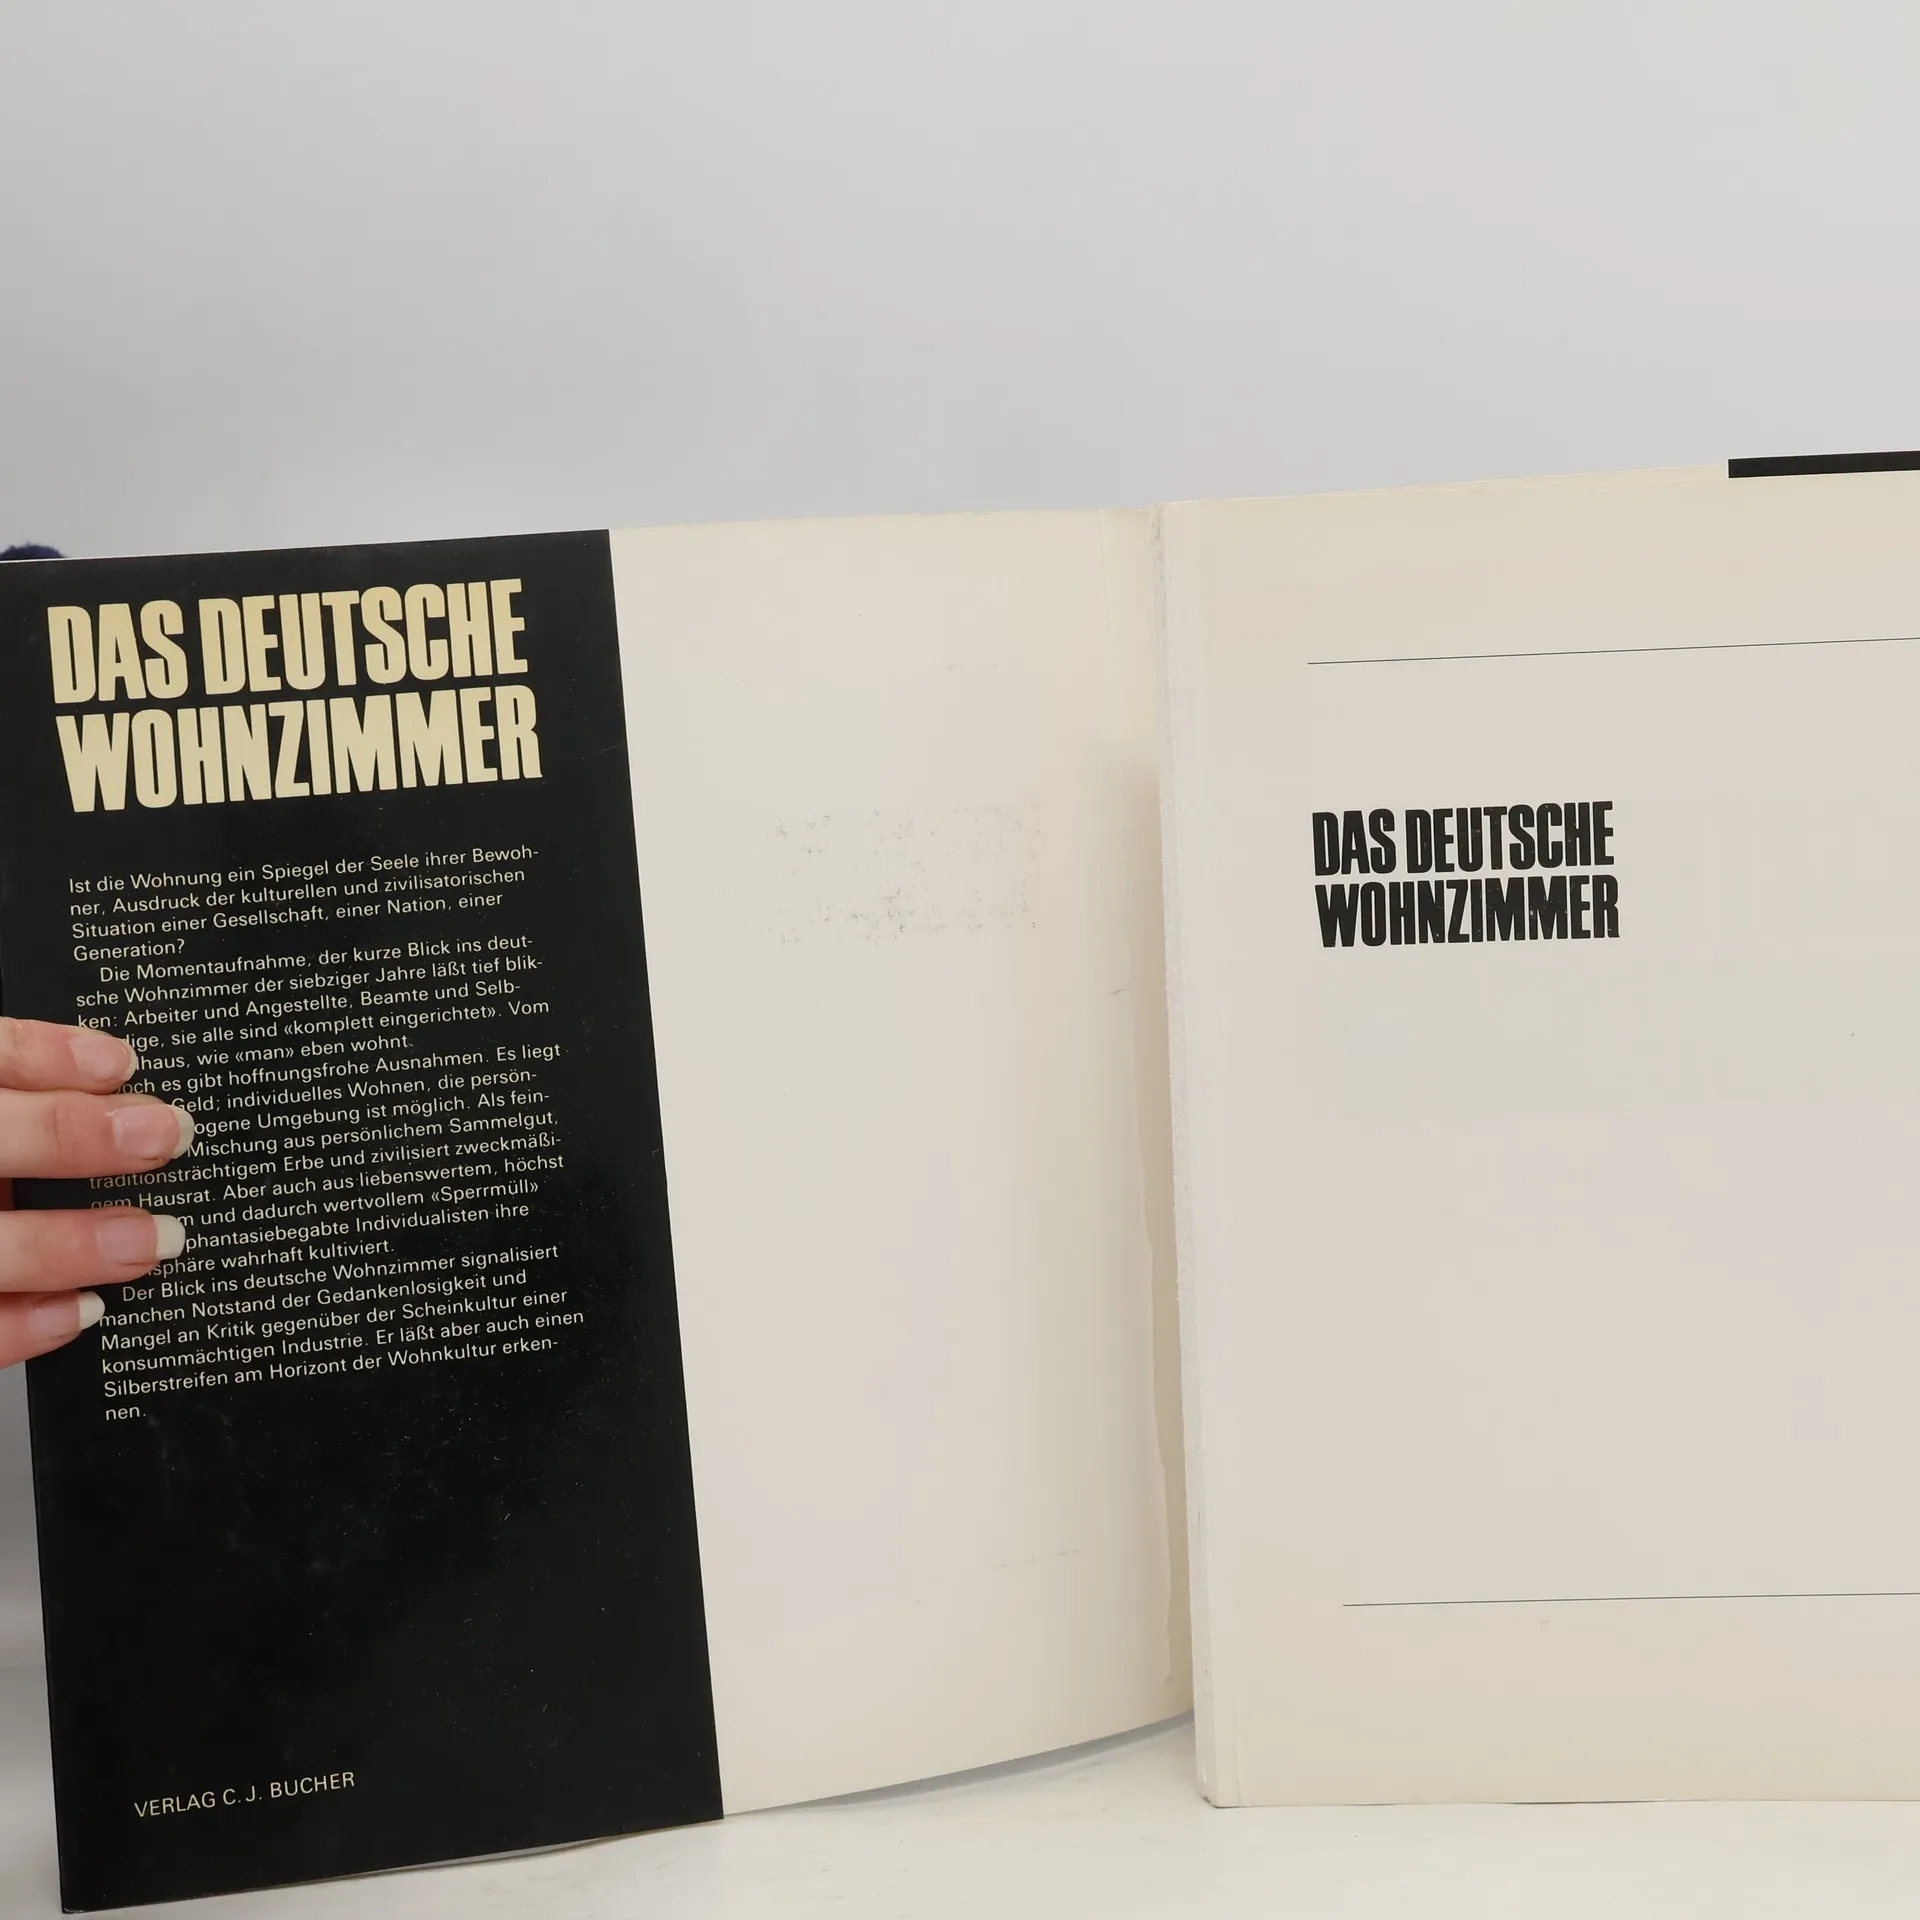 DAS DEUTSCHE
WOHNZIMMER
Ist die Wohnung ein Spiegel der Seele ihrer Bewoh-
ner, Ausdruck der kulturellen und zivilisatorischen
Situation einer Gesellschaft, einer Nation, einer
Generation?
Die Momentaufnahme, der kurze Blick ins deut-
sche Wohnzimmer der siebziger Jahre läßt tief blik-
ken: Arbeiter und Angestellte, Beamte und Selb-
sie alle sind «komplett eingerichtet». Vom
wie «man» eben wohnt.
es gibt hoffnungsfrohe Ausnahmen. Es liegt
Geld; individuelles Wohnen, die persön-
Umgebung ist möglich. Als fein-
Mischung aus persönlichem Sammelgut,
traditionsträchtigem Erbe und zivilisiert zweckmäßi-
gem Hausrat. Aber auch aus liebenswertem, höchst
und dadurch wertvollem «Sperrmüll»
phantasiebegabte Individualisten ihre
wahrhaft kultiviert.
Der Blick ins deutsche Wohnzimmer signalisiert
manchen Notstand der Gedankenlosigkeit und
Mangel an Kritik gegenüber der Scheinkultur einer
konsummächtigen Industrie. Er läßt aber auch einen
Silberstreifen am Horizont der Wohnkultur erken-
nen.
VERLAG C. J. BUCHER
DAS DEUTSCHE
WOHNZIMMER